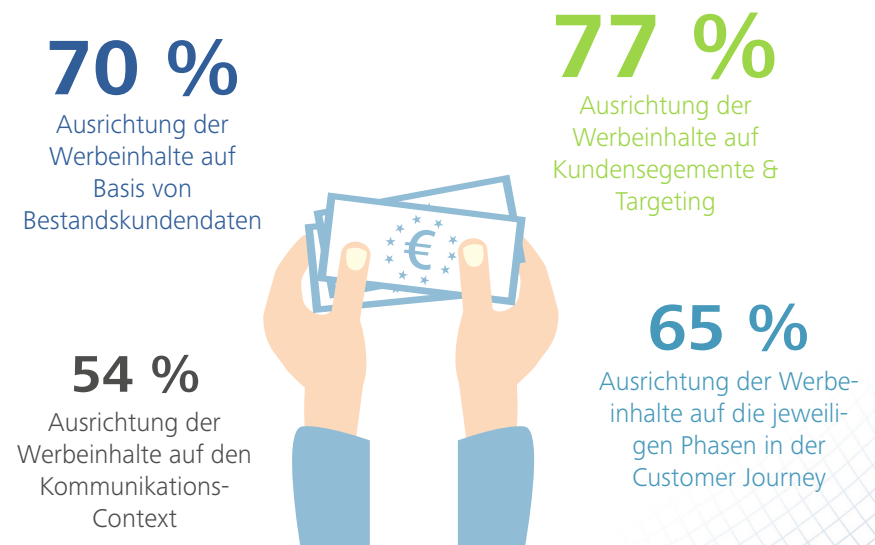 70 %
Ausrichtung der
Werbeinhalte auf
Basis von
Bestandskundendaten
77 %
Ausrichtung der
Werbeinhalte auf
Kundensegemente &
Targeting
€
54 %
Ausrichtung der
Werbeinhalte auf den
Kommunikations-
Context
65 %
Ausrichtung der Werbe-
inhalte auf die jeweili-
gen Phasen in der
Customer Journey